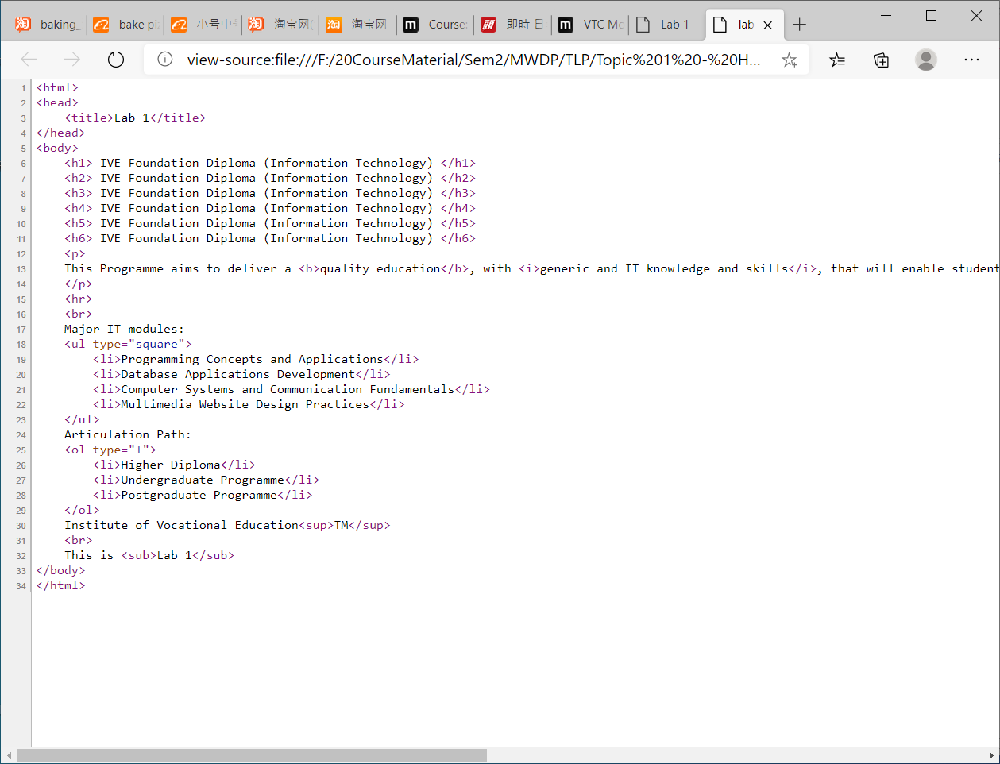 baking_
bake pi
小号中
淘宝网
淘宝网
m Course
頭 即時 日
m VTC Mo
Lab 1
lab
view-source:file:///F:/20CourseMaterial/Sem2/MWDP/TLP/Topic%201%20-%20H...
1 <html>
2 <head>
3 <title>Lab 1</title>
4 </head>
5 <body>
6 <h1> IVE Foundation Diploma (Information Technology) </h1>
7 <h2> IVE Foundation Diploma (Information Technology) </h2>
8 <h3> IVE Foundation Diploma (Information Technology) </h3>
9 <h4> IVE Foundation Diploma (Information Technology) </h4>
10 <h5> IVE Foundation Diploma (Information Technology) </h5>
11 <h6> IVE Foundation Diploma (Information Technology) </h6>
12 <p>
13 This Programme aims to deliver a <b>quality education</b>, with <i>generic and IT knowledge and skills</i>, that will enable student
14 </p>
15 <hr>
16 <br>
17 Major IT modules:
18 <ul type="square">
19 <li>Programming Concepts and Applications</li>
20 <li>Database Applications Development</li>
21 <li>Computer Systems and Communication Fundamentals</li>
22 <li>Multimedia Website Design Practices</li>
23 </ul>
24 Articulation Path:
25 <ol type="I">
26 <li>Higher Diploma</li>
27 <li>Undergraduate Programme</li>
28 <li>Postgraduate Programme</li>
29 </ol>
30 Institute of Vocational Education<sup>TM</sup>
31 <br>
32 This is <sub>Lab 1</sub>
33 </body>
34 </html>